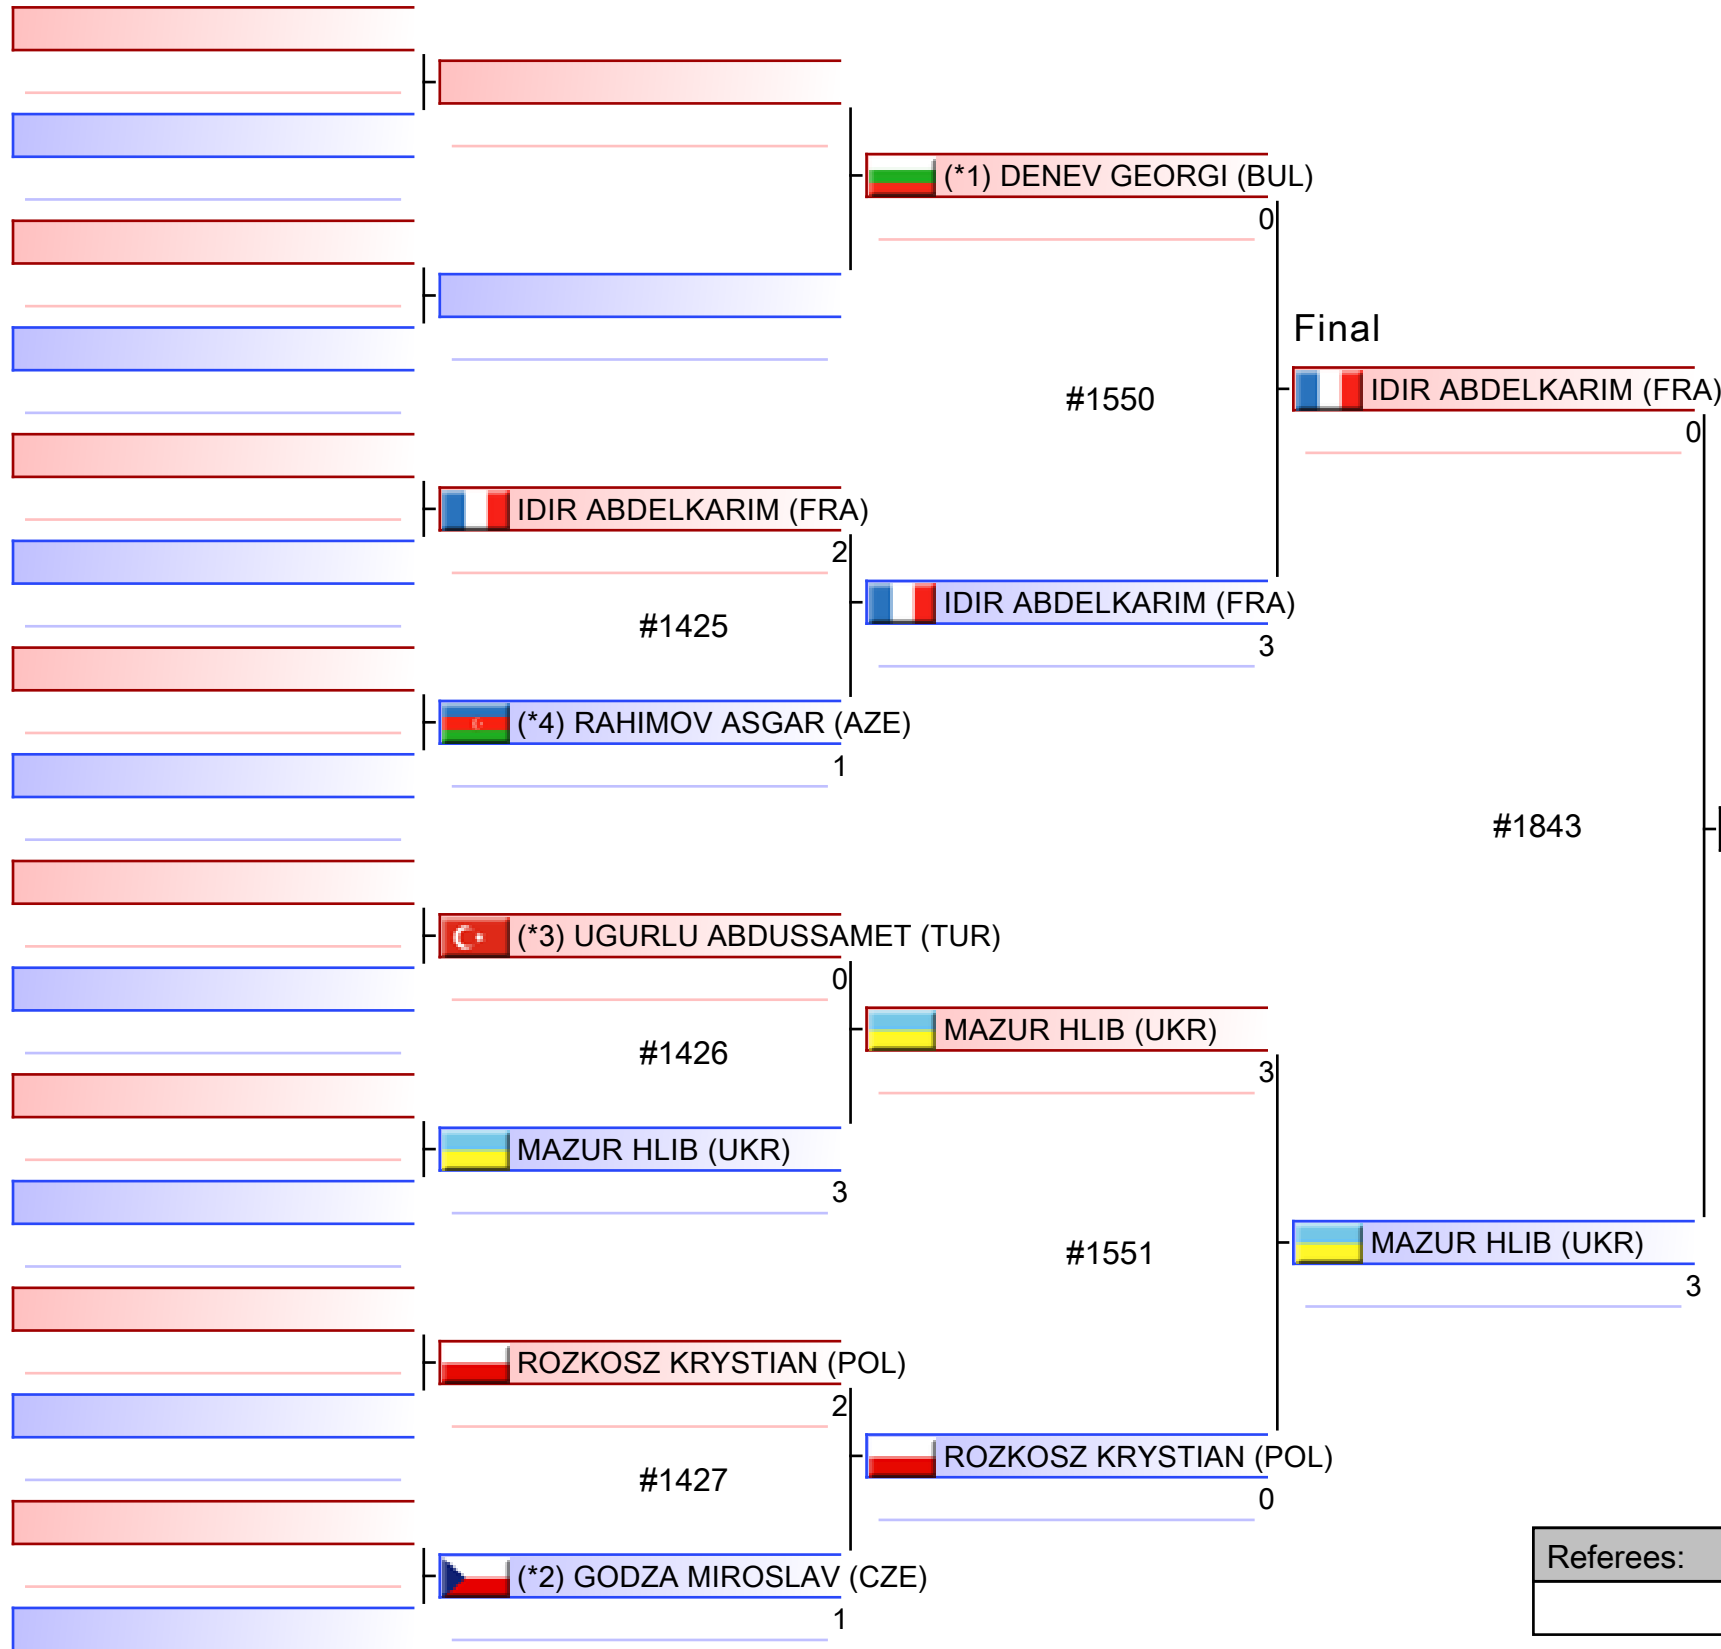 (*1) DENEV GEORGI (BUL)
0
Final
#1550
IDIR ABDELKARIM (FRA)
0
IDIR ABDELKARIM (FRA)
2
#1425
IDIR ABDELKARIM (FRA)
3
(*4) RAHIMOV ASGAR (AZE)
1
#1843
(*3) UGURLU ABDUSSAMET (TUR)
0
MAZUR HLIB (UKR)
3
#1426
MAZUR HLIB (UKR)
3
#1551
MAZUR HLIB (UKR)
3
ROZKOSZ KRYSTIAN (POL)
2
#1427
ROZKOSZ KRYSTIAN (POL)
0
(*2) GODZA MIROSLAV (CZE)
1
Referees: